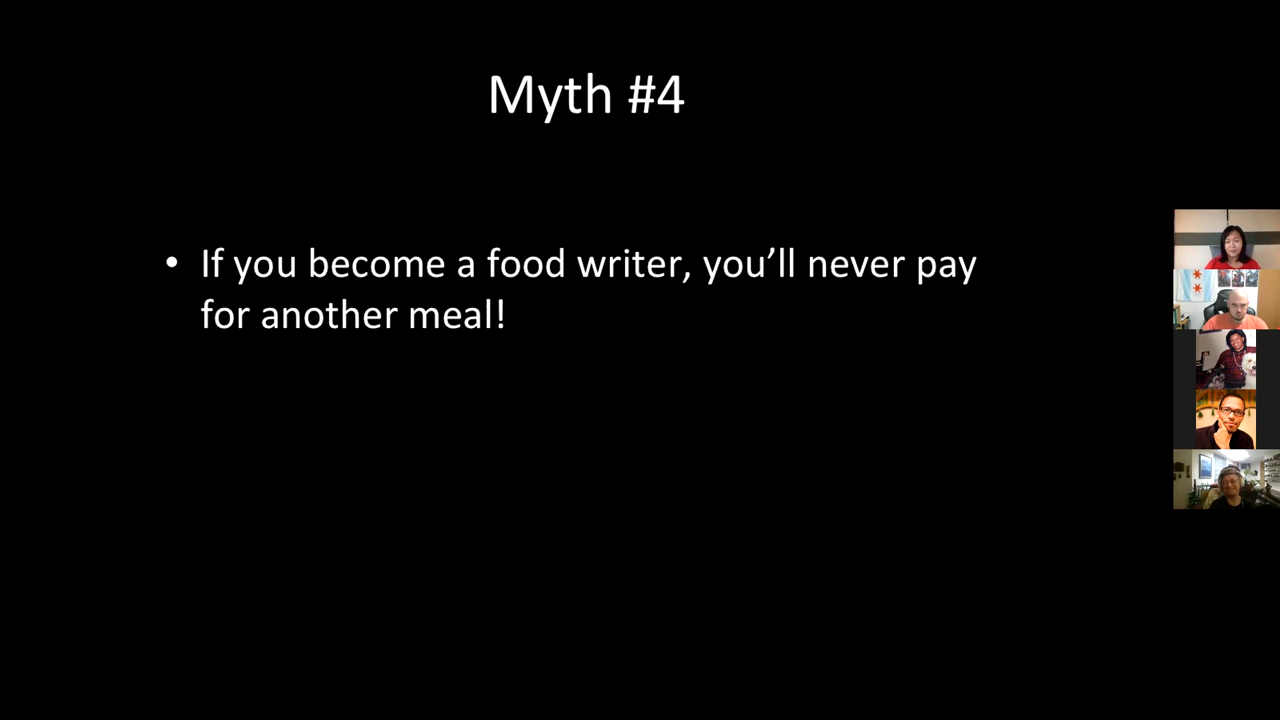 Myth #4
• If you become a food writer, you’ll never pay
for another meal!